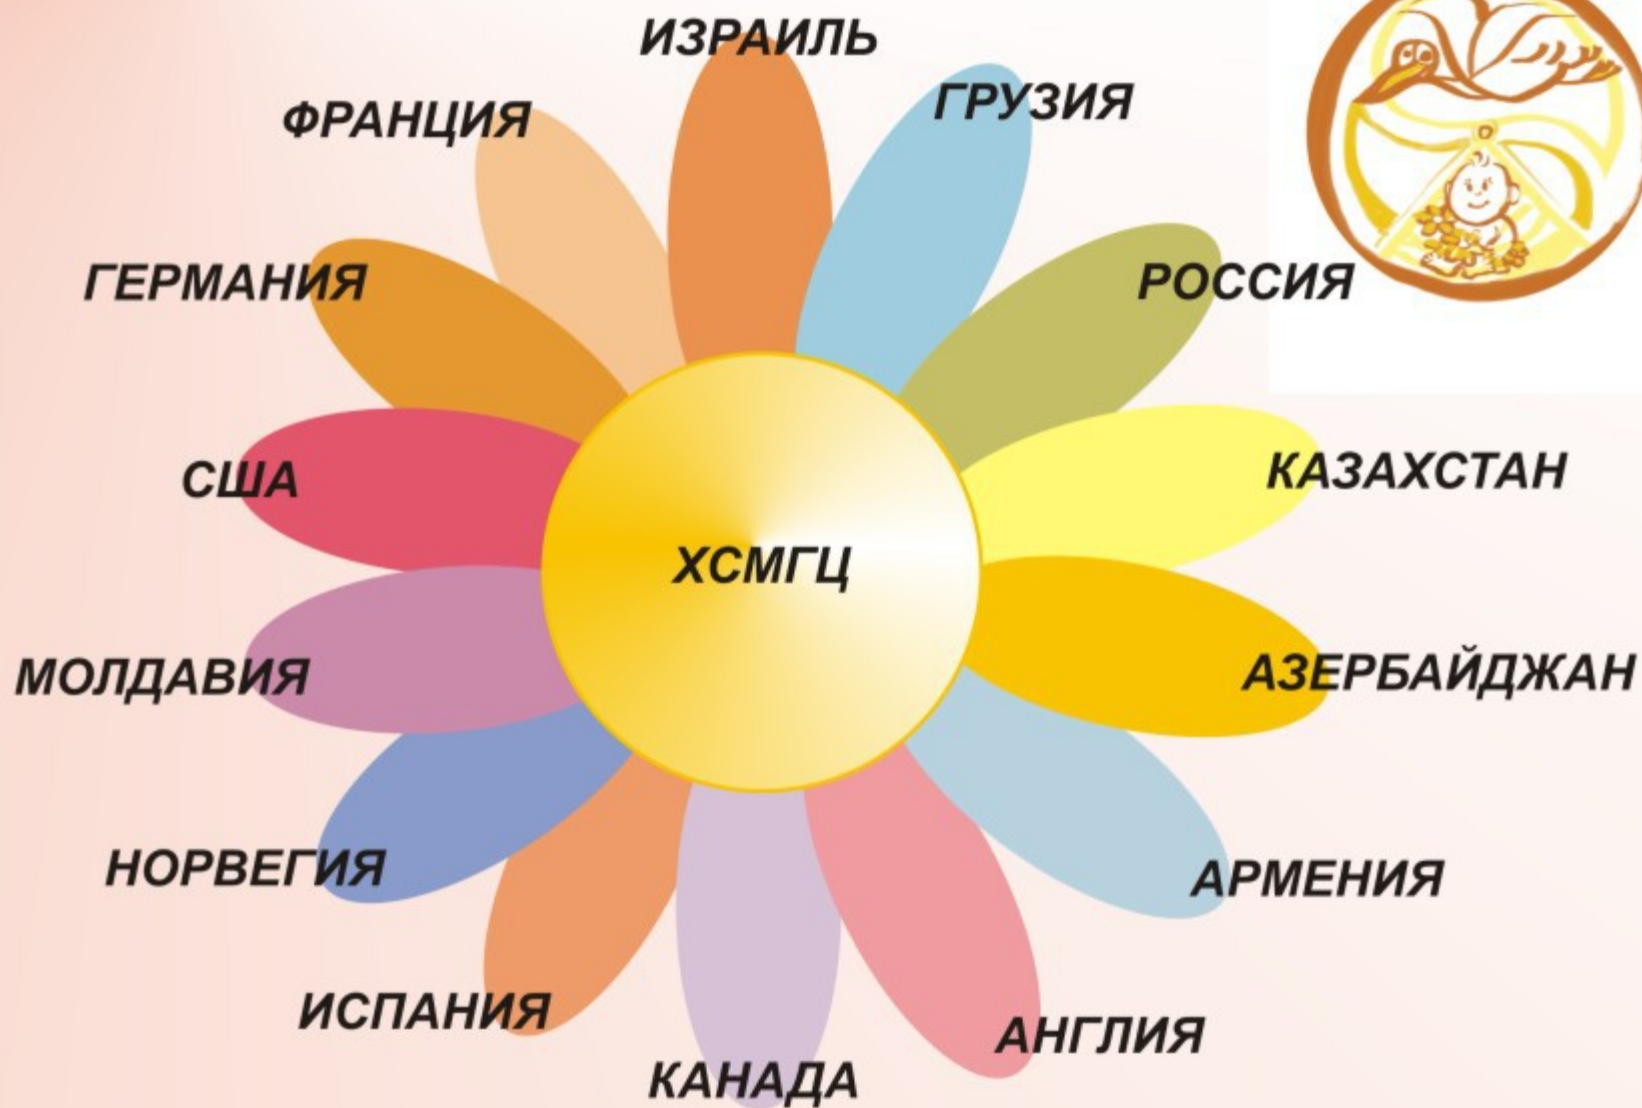 ИЗРАИЛЬ
ГРУЗИЯ
ФРАНЦИЯ
РОССИЯ
ГЕРМАНИЯ
КАЗАХСТАН
США
ХСМГЦ
АЗЕРБАЙДЖАН
МОЛДАВИЯ
НОРВЕГИЯ
АРМЕНИЯ
ИСПАНИЯ
АНГЛИЯ
КАНАДА